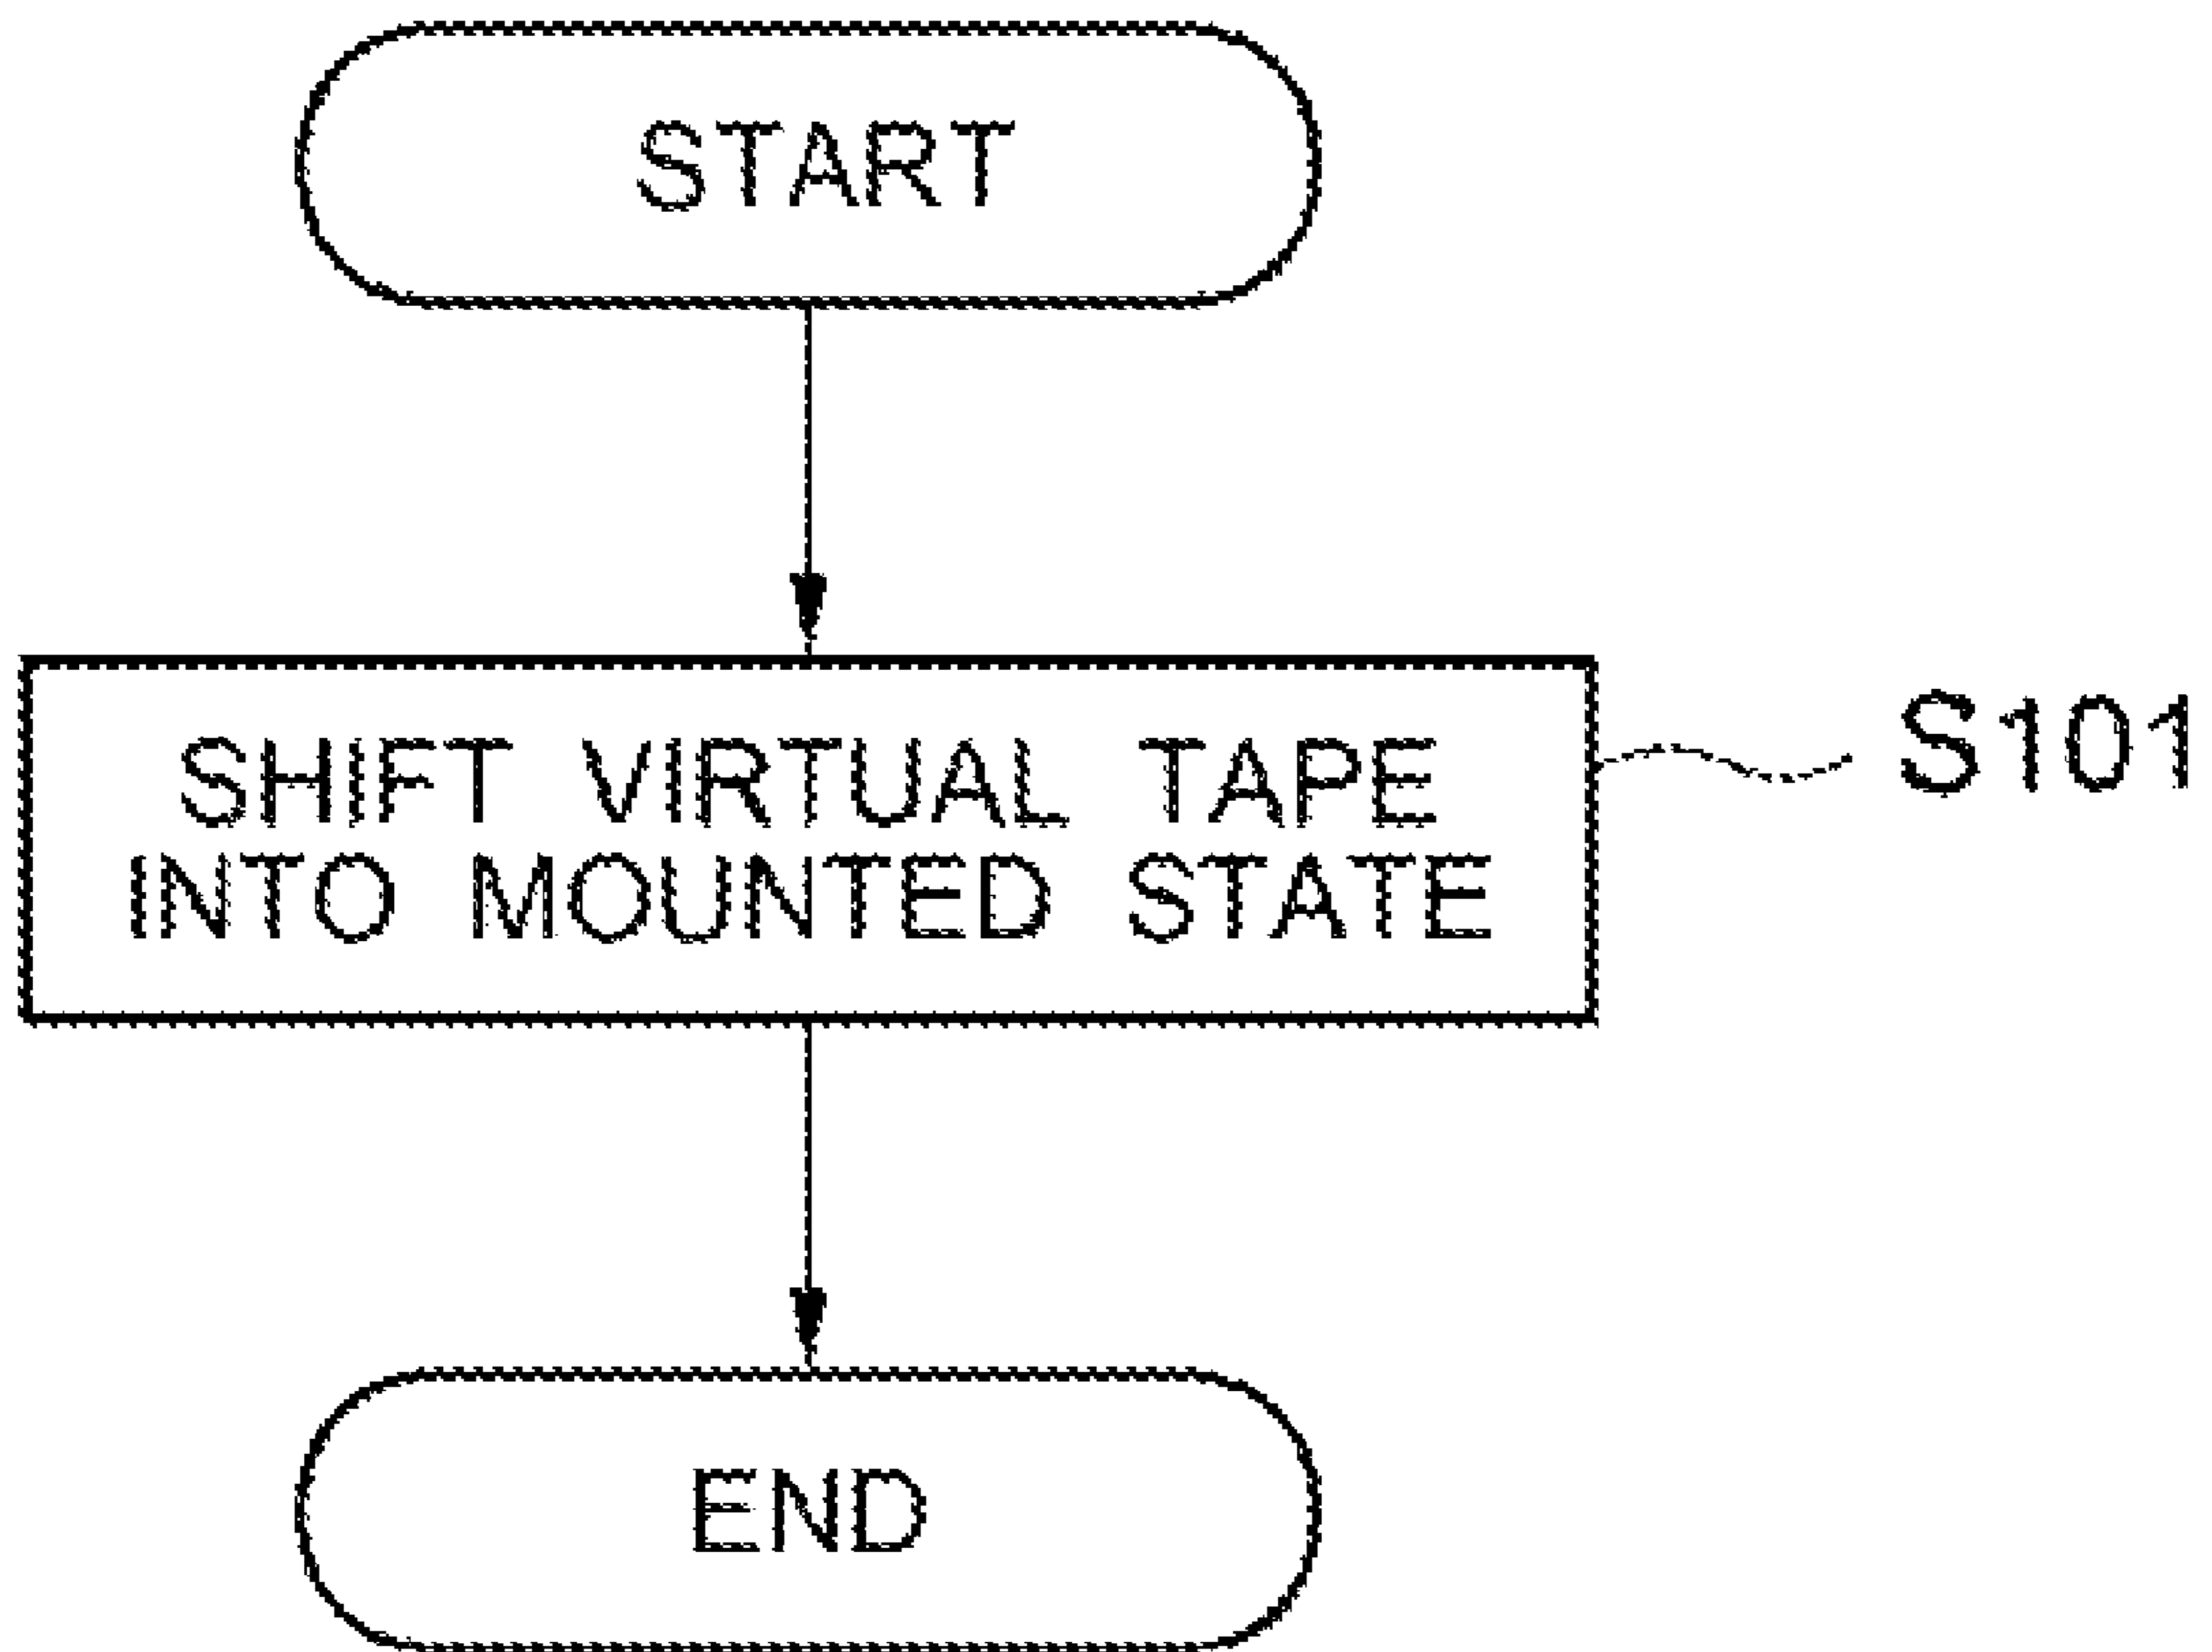 START
SHIFT VIRTUAL TAPE
INTO MOUNTED STATE
S101
END